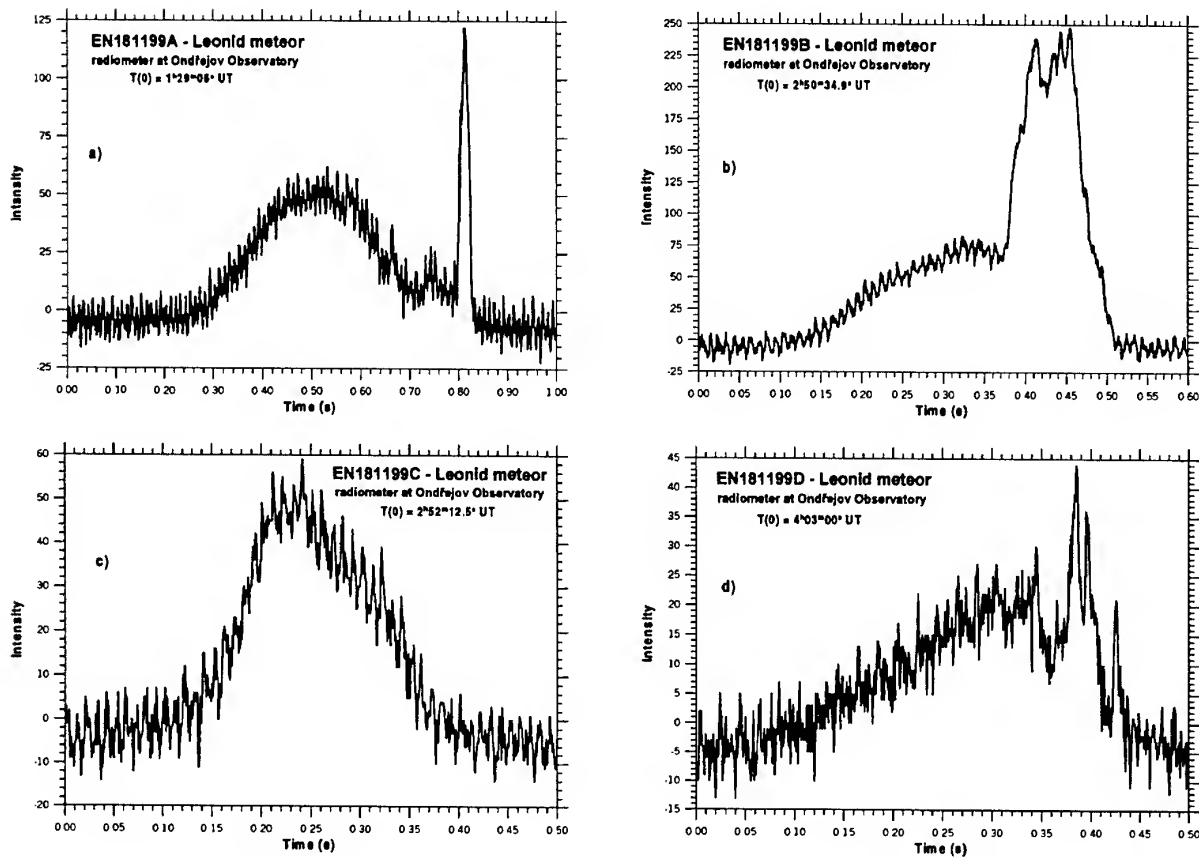 125
100
75
50
25
0
-25
Intensity
EN181199A - Leonid meteor
radiometer at Ondřejov Observatory
T(0) = 1ʰ29ᵐ06ˢ UT
a)
0 00 0 10 0 20 0 30 0 40 0 50 0 60 0 70 0 80 0 90 1 00
Time (s)
250
225
200
175
150
125
100
75
50
25
0
-25
Intensity
EN181199B - Leonid meteor
radiometer at Ondřejov Observatory
T(0) = 2ʰ50ᵐ34.9ˢ UT
b)
0 00 0 05 0 10 0 15 0 20 0 25 0 30 0 35 0 40 0 45 0 50 0 55 0 60
Time (s)
60
50
40
30
20
10
0
-10
-20
Intensity
EN181199C - Leonid meteor
radiometer at Ondřejov Observatory
T(0) = 2ʰ52ᵐ12.5ˢ UT
c)
0 00 0 05 0 10 0 15 0 20 0 25 0 30 0 35 0 40 0 45 0 50
Time (s)
45
40
35
30
25
20
15
10
5
0
-5
-10
-15
Intensity
EN181199D - Leonid meteor
radiometer at Ondřejov Observatory
T(0) = 4ʰ03ᵐ00ˢ UT
d)
0 00 0 05 0 10 0 15 0 20 0 25 0 30 0 35 0 40 0 45 0 50
Time (s)